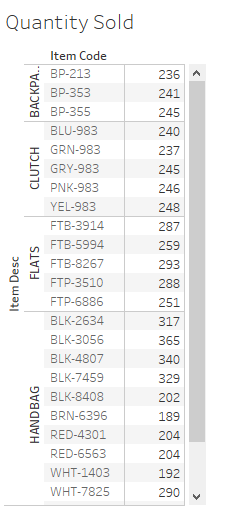 Quantity Sold
Item Code
Item Desc
BACKPA..
BP-213 236
BP-353 241
BP-355 245
CLUTCH
BLU-983 240
GRN-983 237
GRY-983 245
PNK-983 246
YEL-983 248
FLATS
FTB-3914 287
FTB-5994 259
FTB-8267 293
FTP-3510 288
FTP-6886 251
HANDBAG
BLK-2634 317
BLK-3056 365
BLK-4807 340
BLK-7459 329
BLK-8408 202
BRN-6396 189
RED-4301 204
RED-6563 204
WHT-1403 192
WHT-7825 290